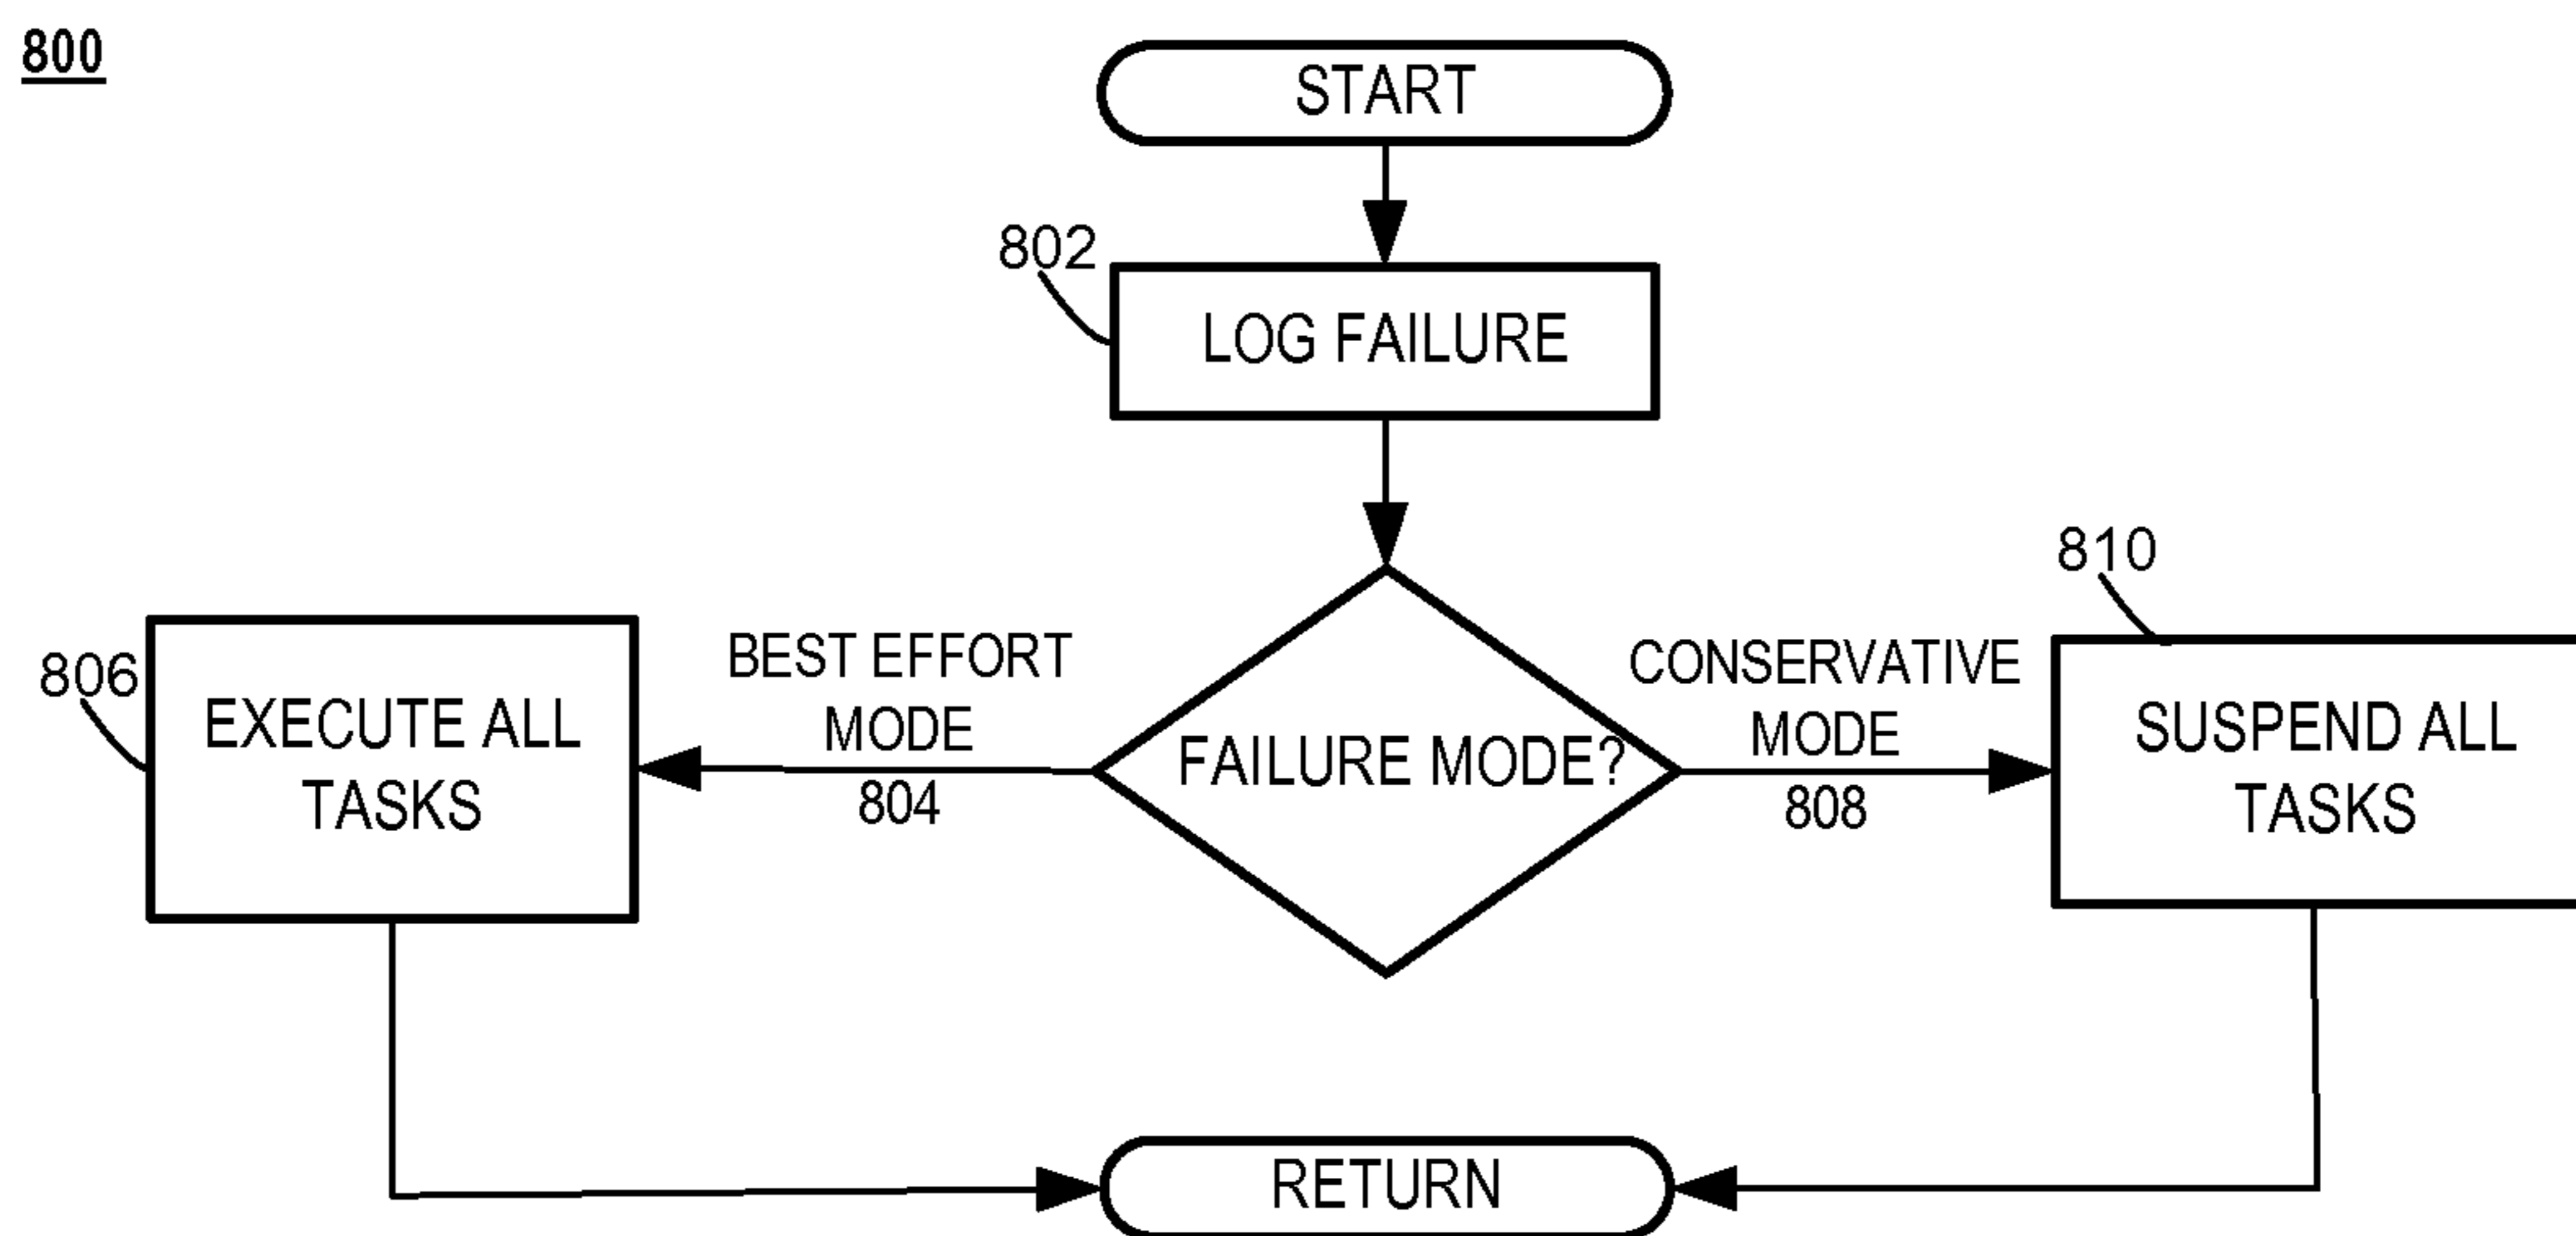 800
START
802
LOG FAILURE
810
806
EXECUTE ALL
TASKS
BEST EFFORT
MODE
804
FAILURE MODE?
CONSERVATIVE
MODE
808
SUSPEND ALL
TASKS
RETURN